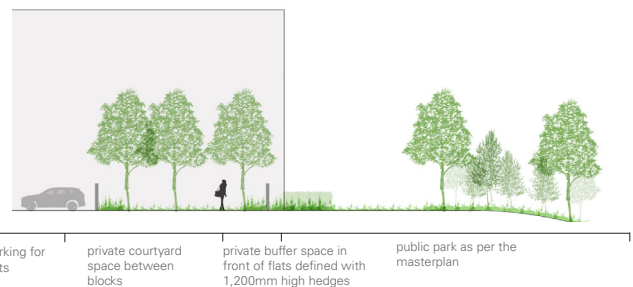 rking for
ts
private courtyard
space between
blocks
private buffer space in
front of flats defined with
1,200mm high hedges
public park as per the
masterplan